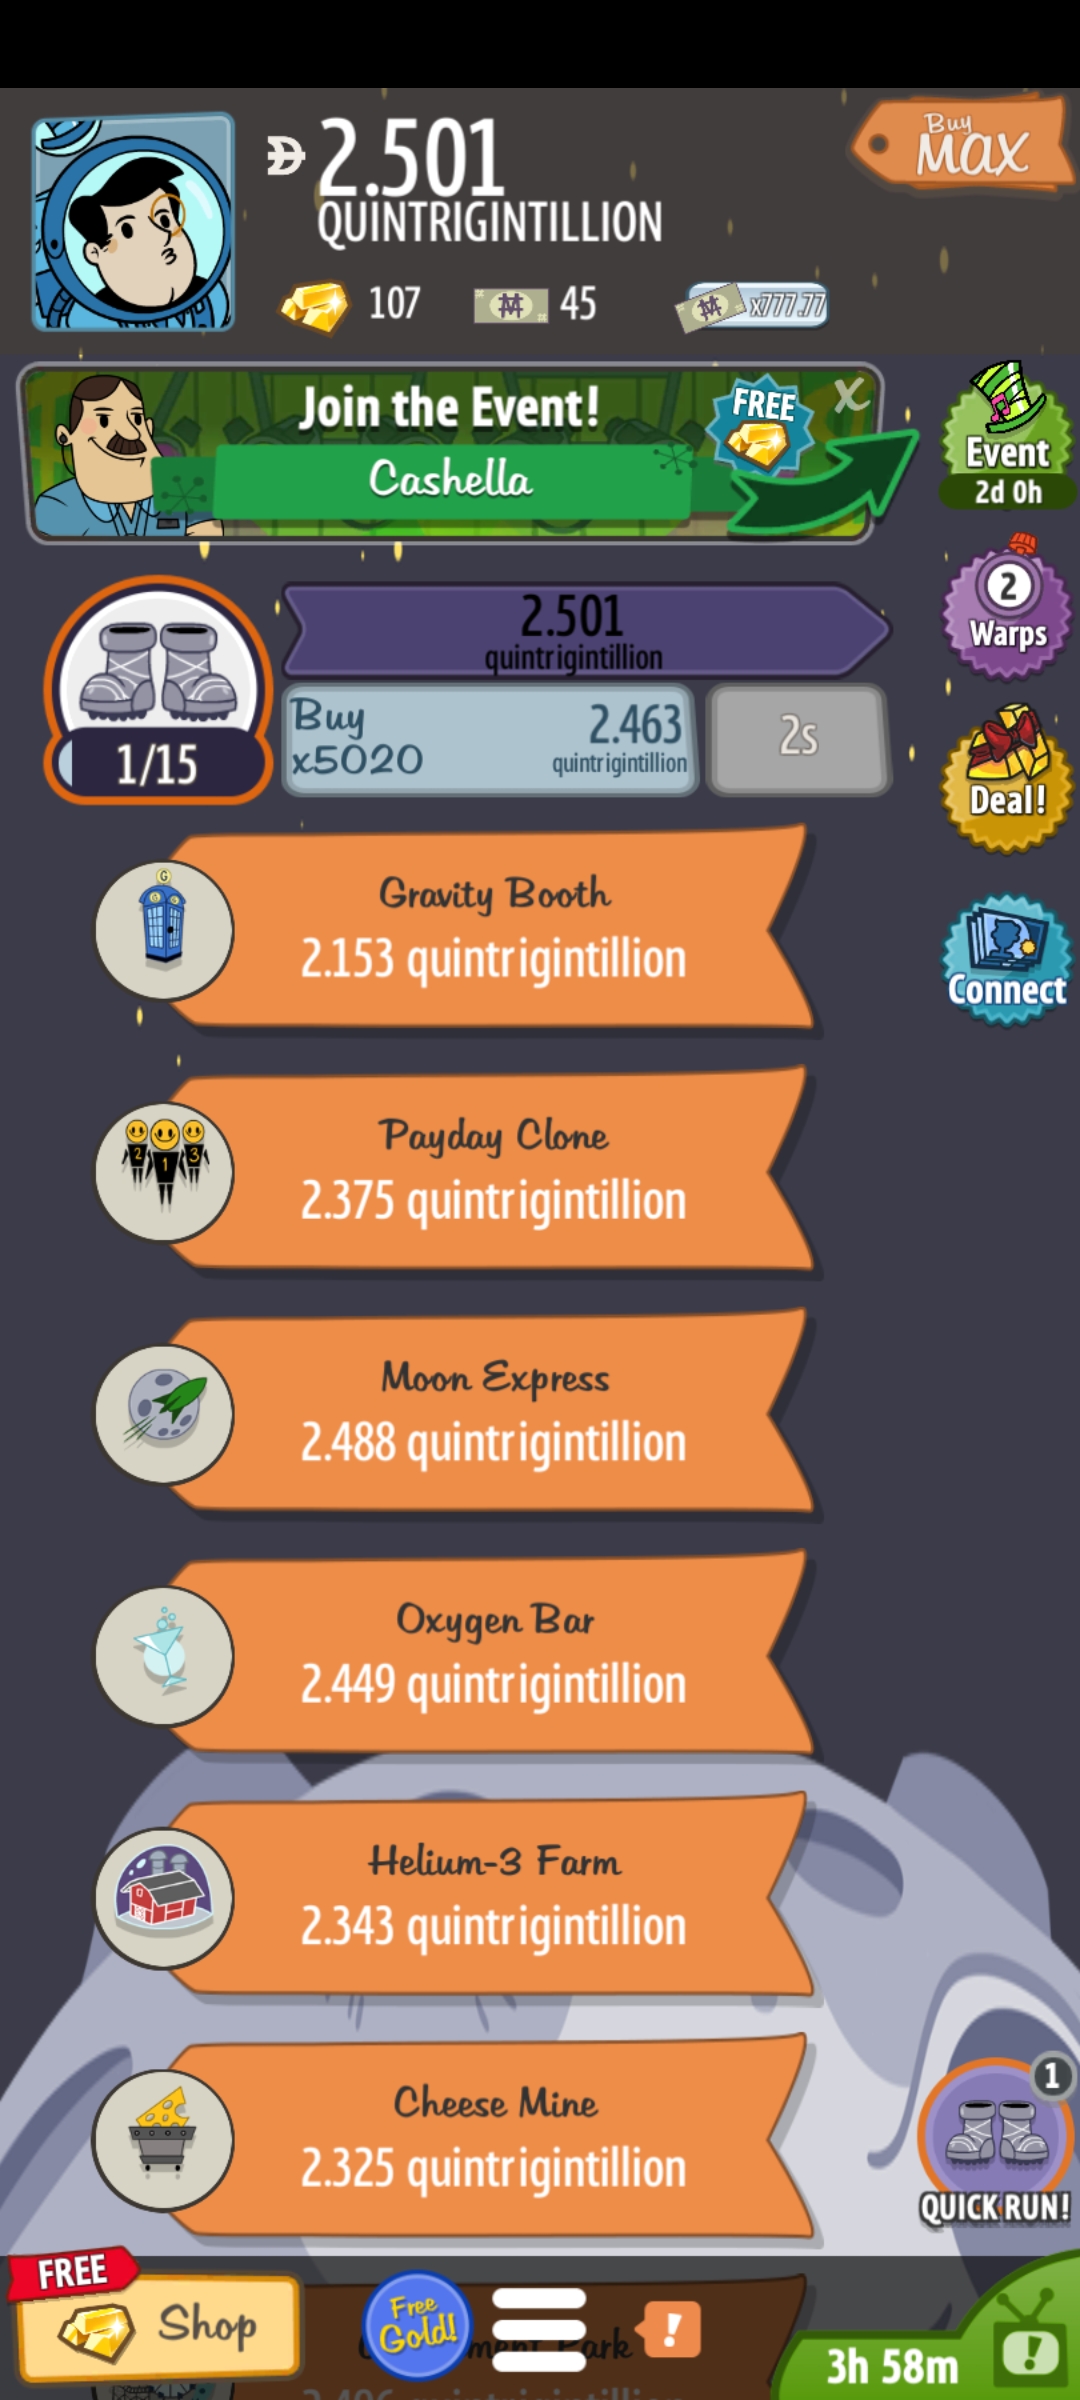 2.501
QUINTRIGINTILLION
Buy
MAX
107
45
x777.77
Join the Event!
FREE
X
Cashella
Event
2d 0h
2
Warps
2.501
quintrigintillion
1/15
Buy
x5020
2.463
quintrigintillion
2s
Deal!
Gravity Booth
2.153 quintrigintillion
Connect
Payday Clone
2.375 quintrigintillion
Moon Express
2.488 quintrigintillion
Oxygen Bar
2.449 quintrigintillion
Helium-3 Farm
2.343 quintrigintillion
Cheese Mine
2.325 quintrigintillion
1
QUICK RUN!
FREE
Shop
Free
Gold!
!
3h 58m
!